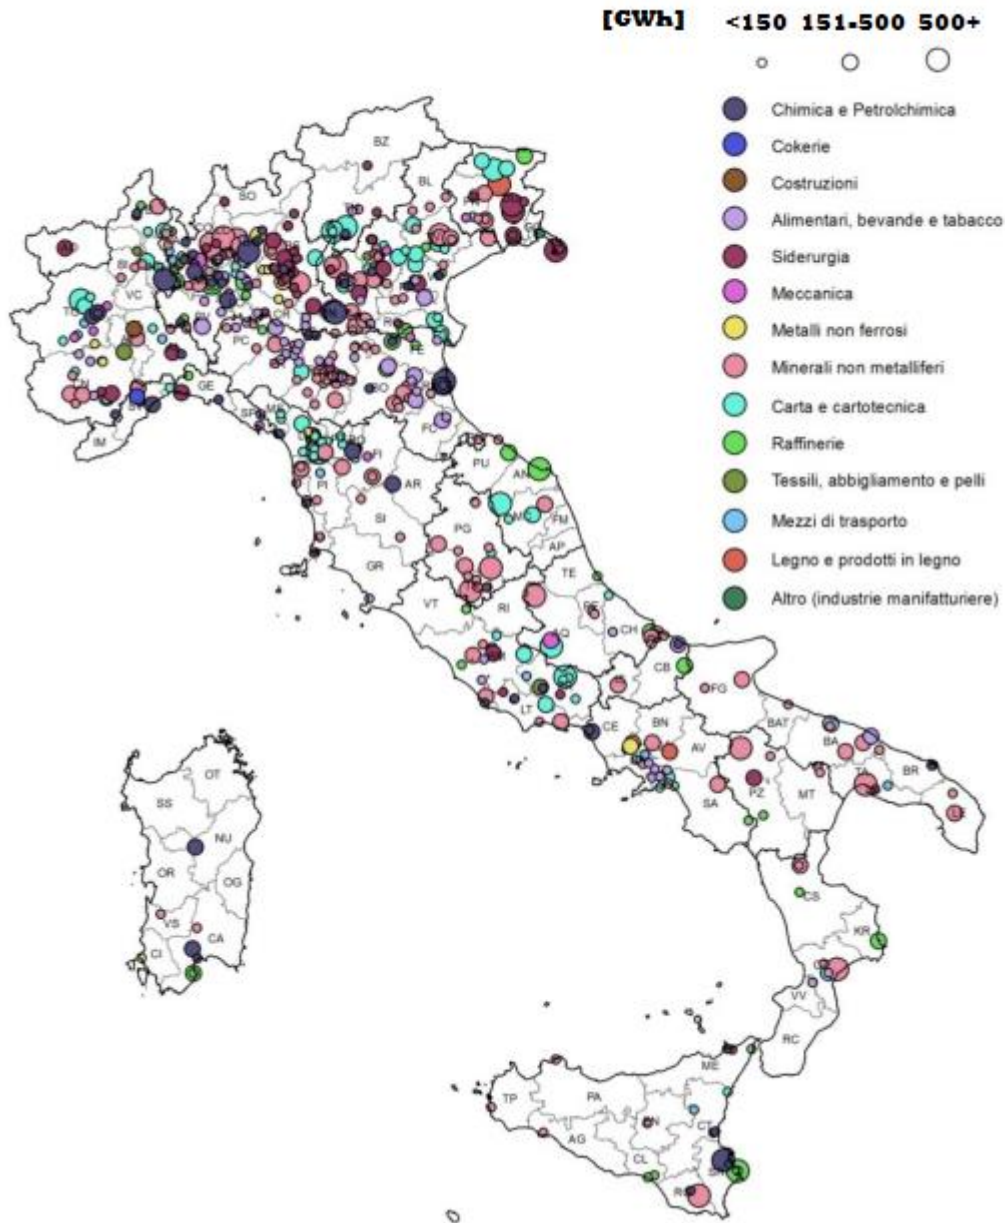 [GWh] <150 151-500 500+
Chimica e Petrolchimica
Cokerie
Costruzioni
Alimentari, bevande e tabacco
Siderurgia
Meccanica
Metalli non ferrosi
Minerali non metalliferi
Carta e cartotecnica
Raffinerie
Tessili, abbigliamento e pelli
Mezzi di trasporto
Legno e prodotti in legno
Altro (industrie manifatturiere)
BZ
SO
BL
VC
PC
GE
IM
PU
AN
PI
AR
SI
PG
FM
AP
GR
TE
VT
RI
CH
CB
FG
LT
CE
BN
AV
BAT
BA
BR
SA
PZ
MT
LE
OT
SS
NU
OR
OG
VS
CA
CI
CS
KR
VV
RC
ME
TP
PA
AG
CT
CL